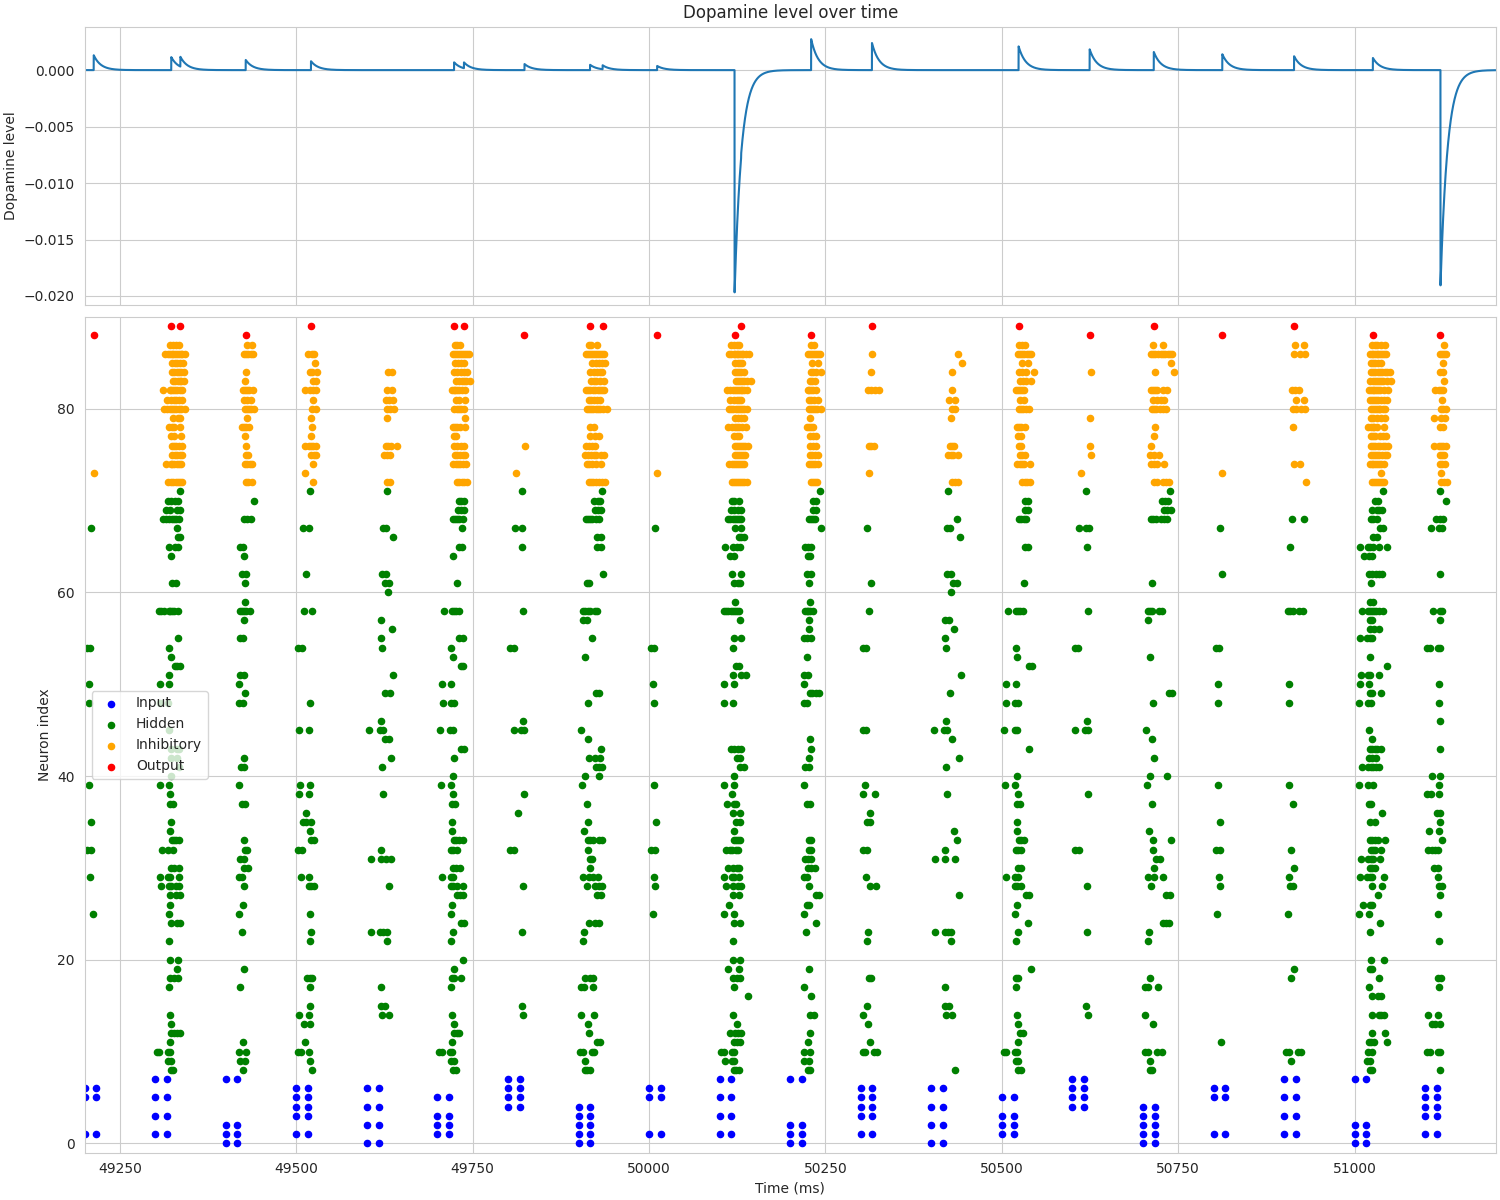 Dopamine level over time
Dopamine level
0.000
−0.005
−0.010
−0.015
−0.020
Neuron index
80
60
40
20
0
Input
Hidden
Inhibitory
Output
49250
49500
49750
50000
50250
50500
50750
51000
Time (ms)